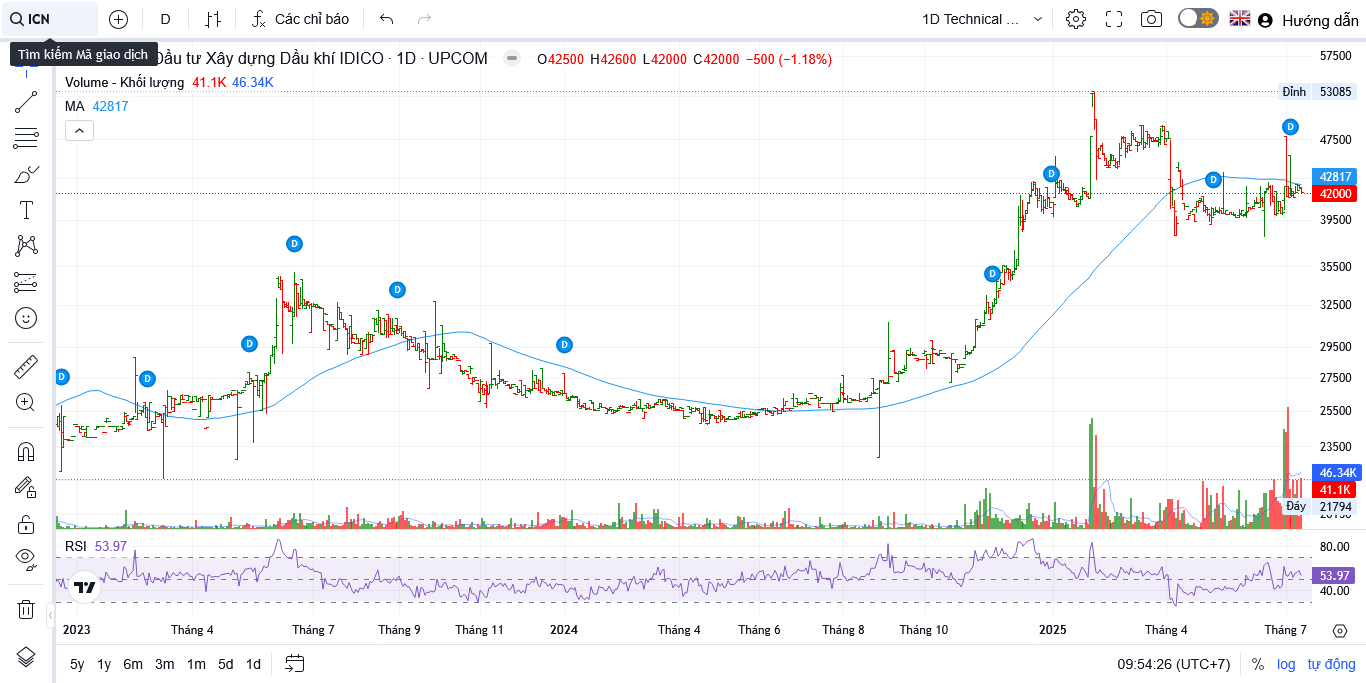 ICN D Các chỉ báo 1D Technical ... Hướng dẫn
Tìm kiếm Mã giao dịch
Đầu tư Xây dựng Dầu khí IDICO · 1D · UPCOM O42500 H42600 L42000 C42000 −500 (−1.18%)
Volume - Khối lượng 41.1K 46.34K
MA 42817
57500
Đỉnh 53085
47500
42817
42000
39500
35500
32500
29500
27500
25500
23500
46.34K
41.1K
Đáy 21794
D
D
D
D
D
D
D
D
D
D
RSI 53.97
80.00
53.97
40.00
2023 Tháng 4 Tháng 7 Tháng 9 Tháng 11 2024 Tháng 4 Tháng 6 Tháng 8 Tháng 10 2025 Tháng 4 Tháng 7
5y 1y 6m 3m 1m 5d 1d 09:54:26 (UTC+7) % log tự động